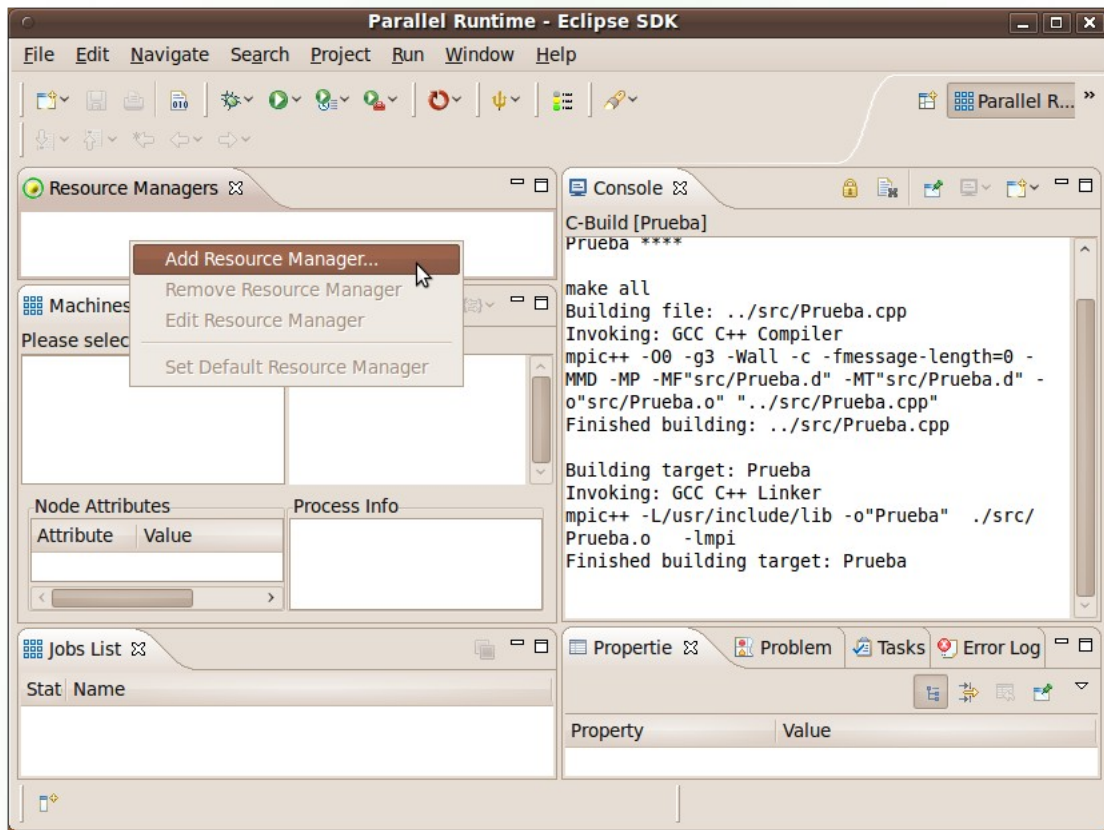 Parallel Runtime - Eclipse SDK
File Edit Navigate Search Project Run Window Help
Parallel R... »
Resource Managers
Add Resource Manager...
Remove Resource Manager
Edit Resource Manager
Set Default Resource Manager
Machines
Please selec
Node Attributes
Attribute Value
Process Info
Jobs List
Stat Name
Console
C-Build [Prueba]
Prueba ****
make all
Building file: ../src/Prueba.cpp
Invoking: GCC C++ Compiler
mpic++ -O0 -g3 -Wall -c -fmessage-length=0 -
MMD -MP -MF"src/Prueba.d" -MT"src/Prueba.d" -
o"src/Prueba.o" "../src/Prueba.cpp"
Finished building: ../src/Prueba.cpp
Building target: Prueba
Invoking: GCC C++ Linker
mpic++ -L/usr/include/lib -o"Prueba" ./src/
Prueba.o -lmpi
Finished building target: Prueba
Propertie Problem Tasks Error Log
Property Value